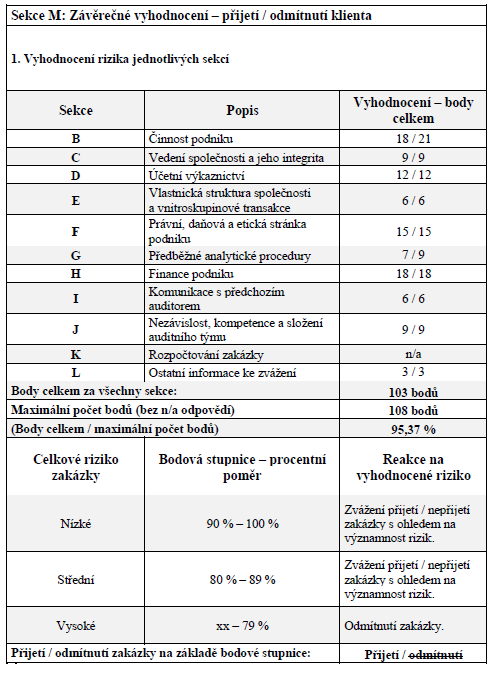 Sekce M: Závěrečné vyhodnocení – přijetí / odmítnutí klienta
1. Vyhodnocení rizika jednotlivých sekcí
Sekce Popis Vyhodnocení – body
celkem
B Činnost podniku 18 / 21
C Vedení společnosti a jeho integrita 9 / 9
D Účetní výkaznictví 12 / 12
E Vlastnická struktura společnosti
a vnitroskupinové transakce 6 / 6
F Právní, daňová a etická stránka
podniku 15 / 15
G Předběžné analytické procedury 7 / 9
H Finance podniku 18 / 18
I Komunikace s předchozím
auditorem 6 / 6
J Nezávislost, kompetence a složení
auditního týmu 9 / 9
K Rozpočtování zakázky n/a
L Ostatní informace ke zvážení 3 / 3
Body celkem za všechny sekce: 103 bodů
Maximální počet bodů (bez n/a odpovědí) 108 bodů
(Body celkem / maximální počet bodů) 95,37 %
Celkové riziko Bodová stupnice – procentní Reakce na
zakázky poměr vyhodnocené riziko
Nízké 90 % – 100 % Zvážení přijetí / nepřijetí
zakázky s ohledem na
významnost rizik.
Střední 80 % – 89 % Zvážení přijetí / nepřijetí
zakázky s ohledem na
významnost rizik.
Vysoké xx – 79 % Odmítnutí zakázky.
Přijetí / odmítnutí zakázky na základě bodové stupnice: Přijetí / odmítnutí